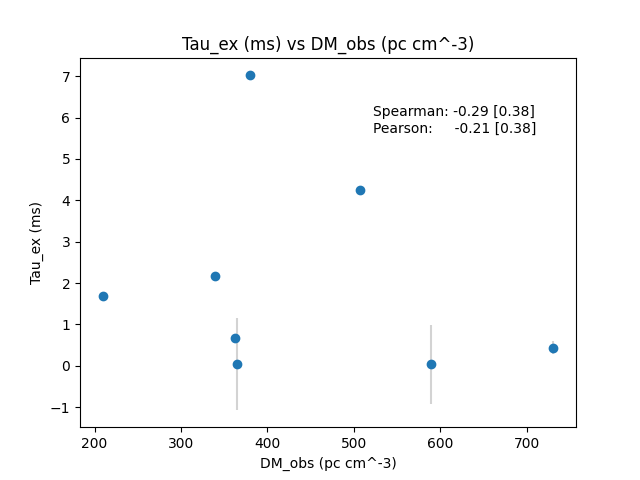 Tau_ex (ms) vs DM_obs (pc cm^-3)
7
6
5
4
3
2
1
0
−1
Tau_ex (ms)
Spearman: -0.29 [0.38]
Pearson: -0.21 [0.38]
200 300 400 500 600 700
DM_obs (pc cm^-3)